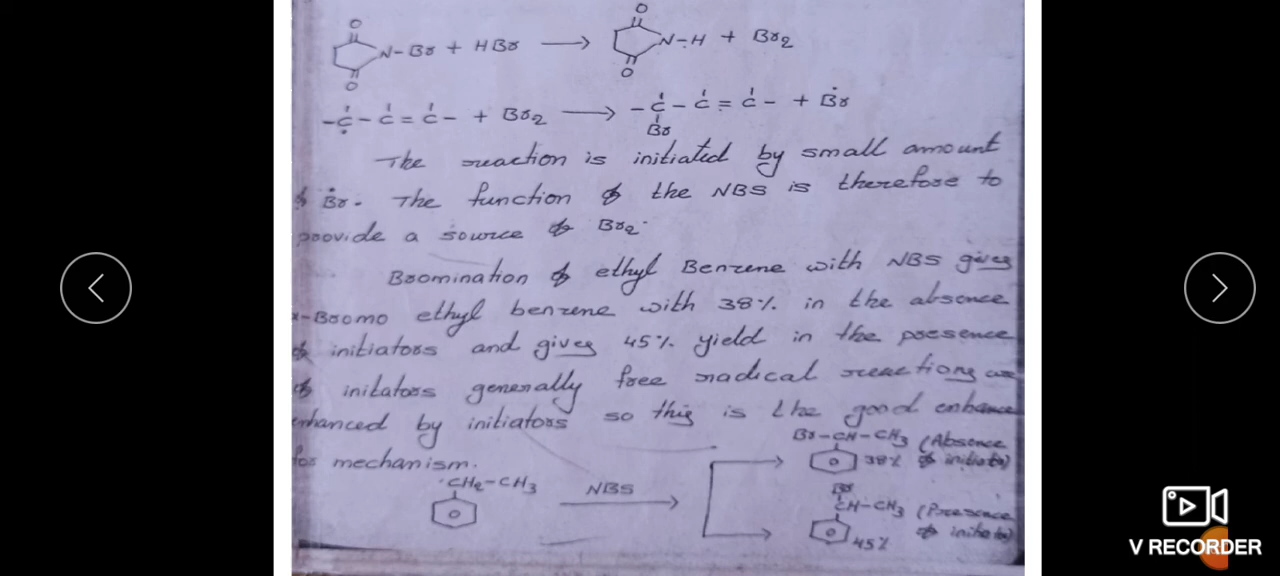 O O
N-Br + HBr → N-H + Br2
O O
-C-C=C- + Br2 → -C-C=C- + Br
Br
The reaction is initiated by small amount
of Br. The function of the NBS is therefore to
provide a source of Br2.
Bromination of ethyl Benzene with NBS gives
α-Bromo ethyl benzene with 38% in the absence
of initiators and gives 45% yield in the presence
of initators generally free radical reactions are
enhanced by initiators so this is the good enhance
for mechanism.
Br-CH-CH3 (Absence
38% of initiator)
CH2-CH3 NBS →
Br
CH-CH3 (Presence
45% of initiator)
V RECORDER